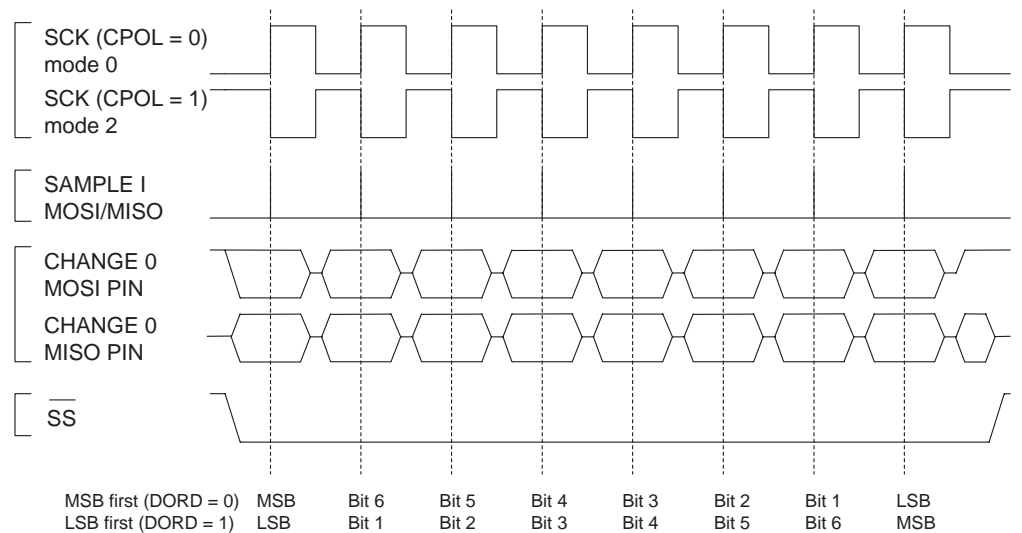 SCK (CPOL = 0)
mode 0
SCK (CPOL = 1)
mode 2
SAMPLE I
MOSI/MISO
CHANGE 0
MOSI PIN
CHANGE 0
MISO PIN
SS
MSB first (DORD = 0) MSB Bit 6 Bit 5 Bit 4 Bit 3 Bit 2 Bit 1 LSB
LSB first (DORD = 1) LSB Bit 1 Bit 2 Bit 3 Bit 4 Bit 5 Bit 6 MSB